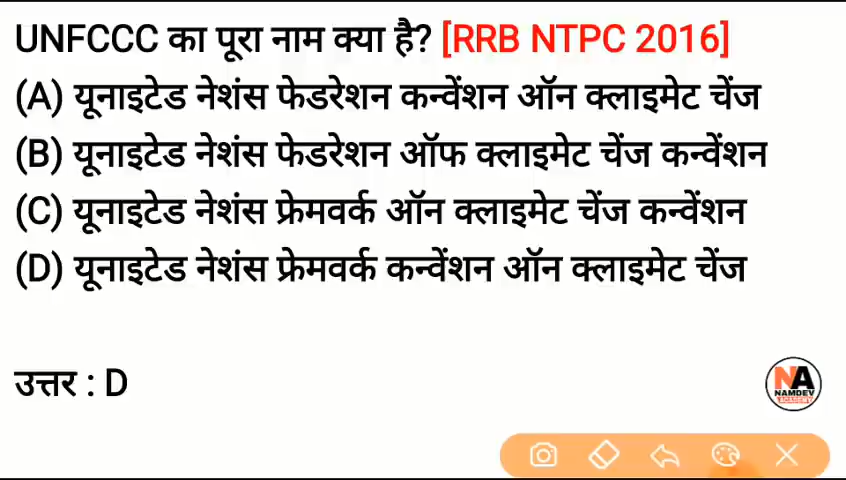 UNFCCC का पूरा नाम क्या है? [RRB NTPC 2016]
(A) यूनाइटेड नेशंस फेडरेशन कन्वेंशन ऑन क्लाइमेट चेंज
(B) यूनाइटेड नेशंस फेडरेशन ऑफ क्लाइमेट चेंज कन्वेंशन
(C) यूनाइटेड नेशंस फ्रेमवर्क ऑन क्लाइमेट चेंज कन्वेंशन
(D) यूनाइटेड नेशंस फ्रेमवर्क कन्वेंशन ऑन क्लाइमेट चेंज
उत्तर : D
NA
NAMDEV
ACADEMY